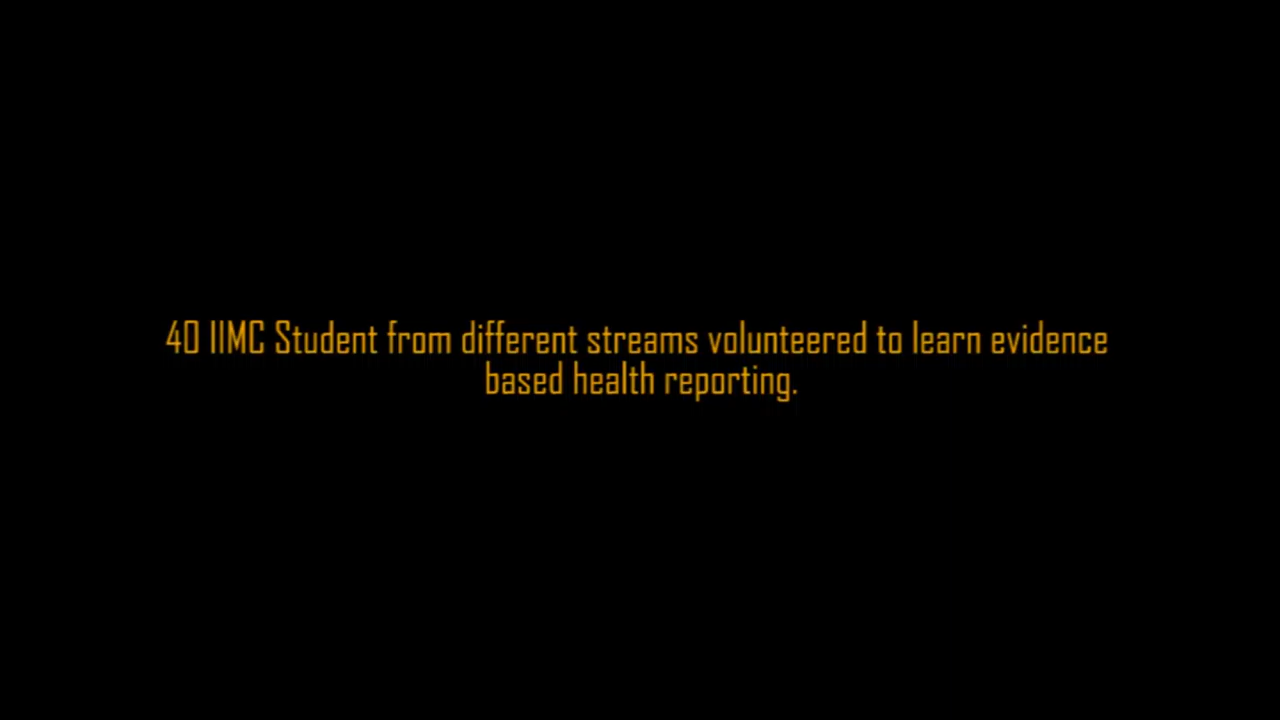 40 IIMC Student from different streams volunteered to learn evidence
based health reporting.